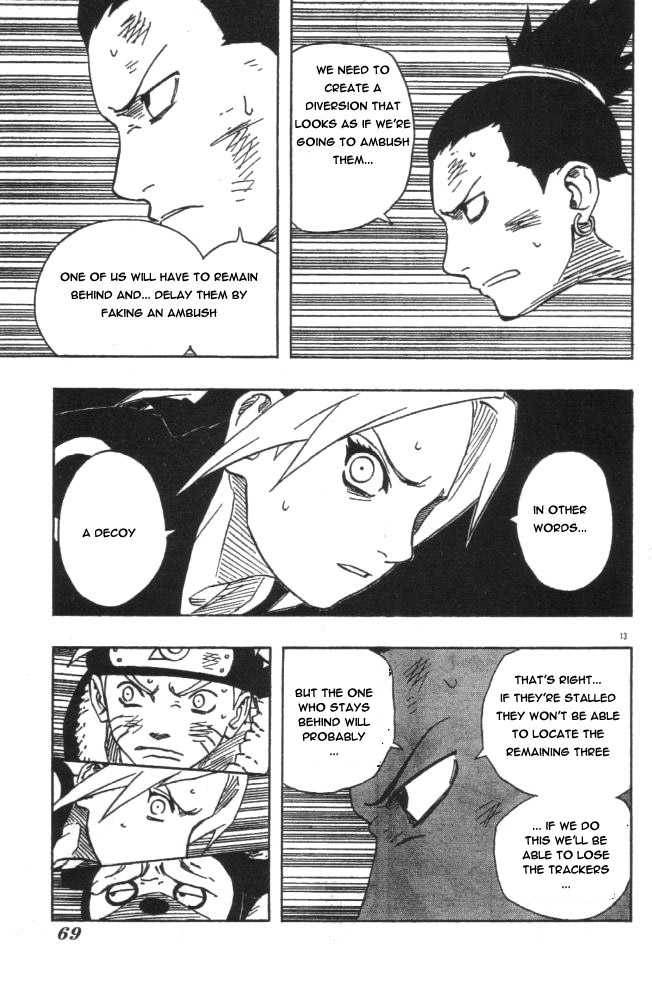 WE NEED TO
CREATE A
DIVERSION THAT
LOOKS AS IF WE'RE
GOING TO AMBUSH
THEM...
ONE OF US WILL HAVE TO REMAIN
BEHIND AND... DELAY THEM BY
FAKING AN AMBUSH
IN OTHER
WORDS...
A DECOY
13
THAT'S RIGHT...
IF THEY'RE STALLED
THEY WON'T BE ABLE
TO LOCATE THE
REMAINING THREE
... IF WE DO
THIS WE'LL BE
ABLE TO LOSE
THE TRACKERS
...
BUT THE ONE
WHO STAYS
BEHIND WILL
PROBABLY
...
69